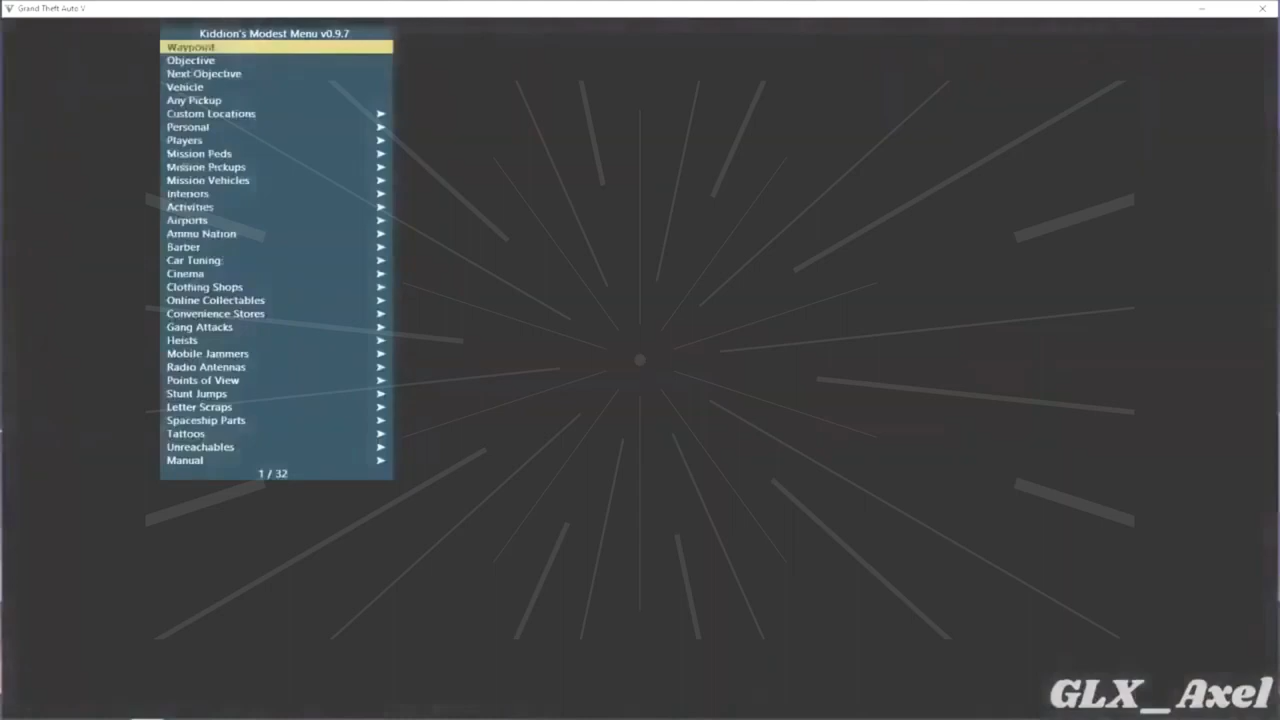 Grand Theft Auto V
Kiddion's Modest Menu v0.9.7
Waypoint
Objective
Next Objective
Vehicle
Any Pickup
Custom Locations
Personal
Players
Mission Peds
Mission Pickups
Mission Vehicles
Interiors
Activities
Airports
Ammu Nation
Barber
Car Tuning
Cinema
Clothing Shops
Online Collectables
Convenience Stores
Gang Attacks
Heists
Mobile Jammers
Radio Antennas
Points of View
Stunt Jumps
Letter Scraps
Spaceship Parts
Tattoos
Unreachables
Manual
1 / 32
GLX_Axel